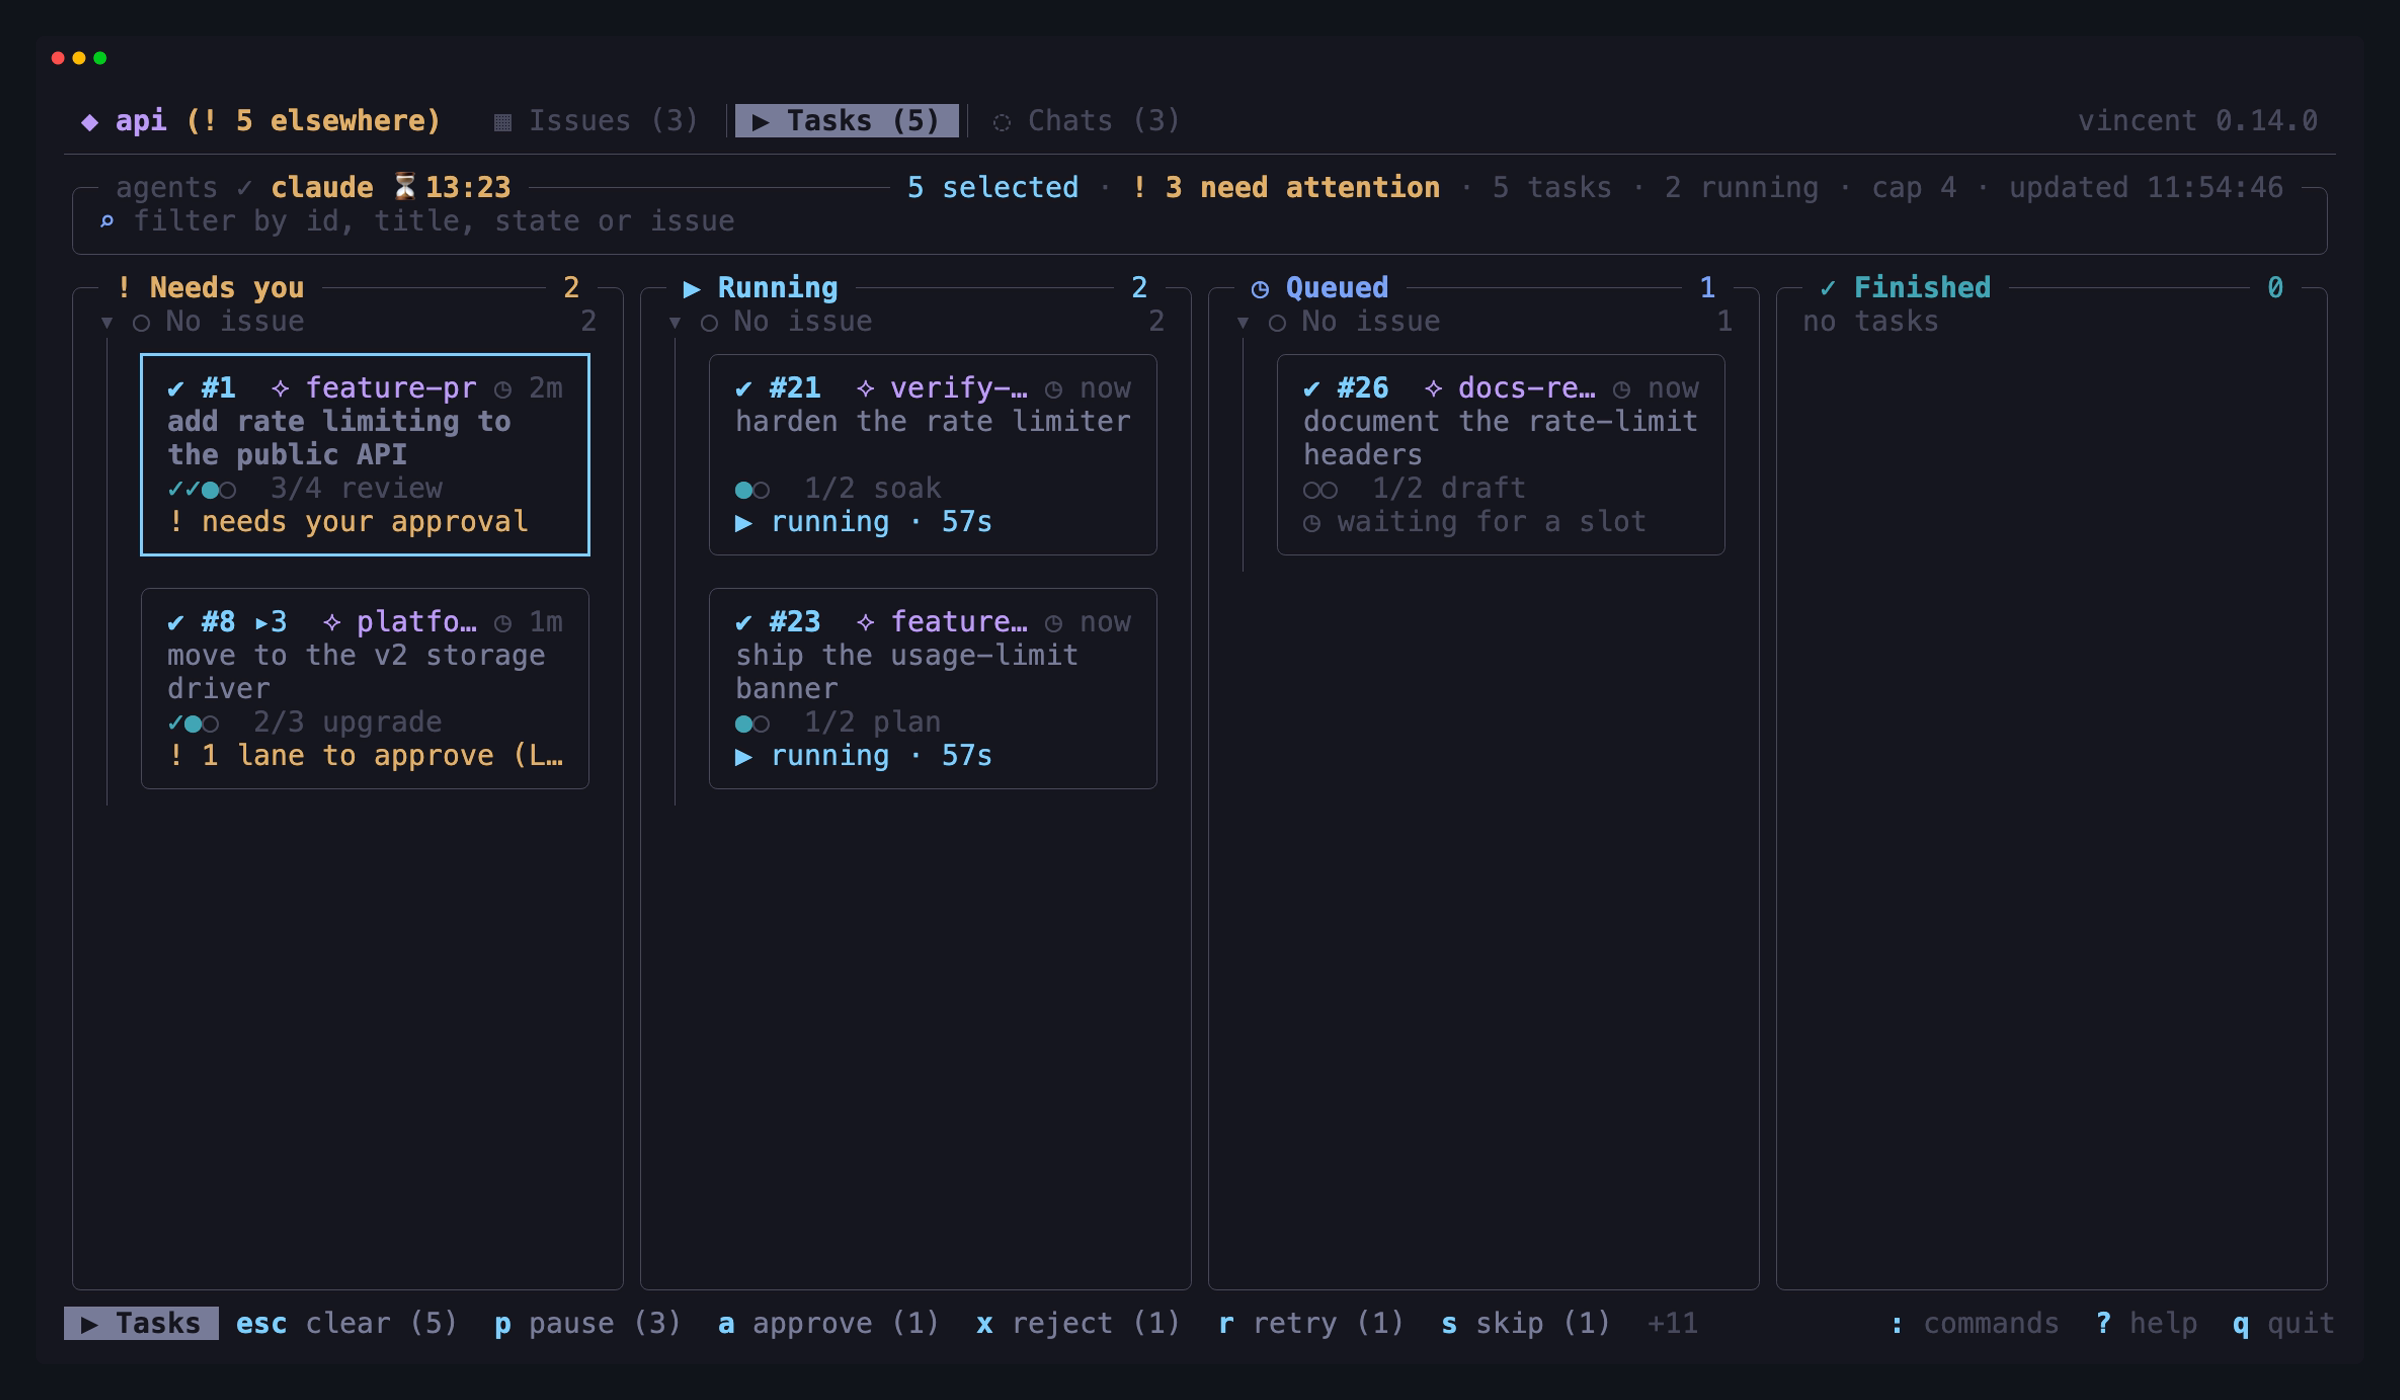 ◆ api (! 5 elsewhere) ▦ Issues (3) ▶ Tasks (5) ◌ Chats (3) vincent 0.14.0
agents ✓ claude ⏳13:23 5 selected · ! 3 need attention · 5 tasks · 2 running · cap 4 · updated 11:54:46
⌕ filter by id, title, state or issue
! Needs you 2
▾ ○ No issue 2
✔ #1 ✧ feature-pr ◷ 2m
add rate limiting to
the public API
✓✓●○ 3/4 review
! needs your approval
✔ #8 ▸3 ✧ platfo… ◷ 1m
move to the v2 storage
driver
✓●○ 2/3 upgrade
! 1 lane to approve (L…
▶ Running 2
▾ ○ No issue 2
✔ #21 ✧ verify-… ◷ now
harden the rate limiter
●○ 1/2 soak
▶ running · 57s
✔ #23 ✧ feature… ◷ now
ship the usage-limit
banner
●○ 1/2 plan
▶ running · 57s
◷ Queued 1
▾ ○ No issue 1
✔ #26 ✧ docs-re… ◷ now
document the rate-limit
headers
○○ 1/2 draft
◷ waiting for a slot
✓ Finished 0
no tasks
▶ Tasks esc clear (5) p pause (3) a approve (1) x reject (1) r retry (1) s skip (1) +11 : commands ? help q quit